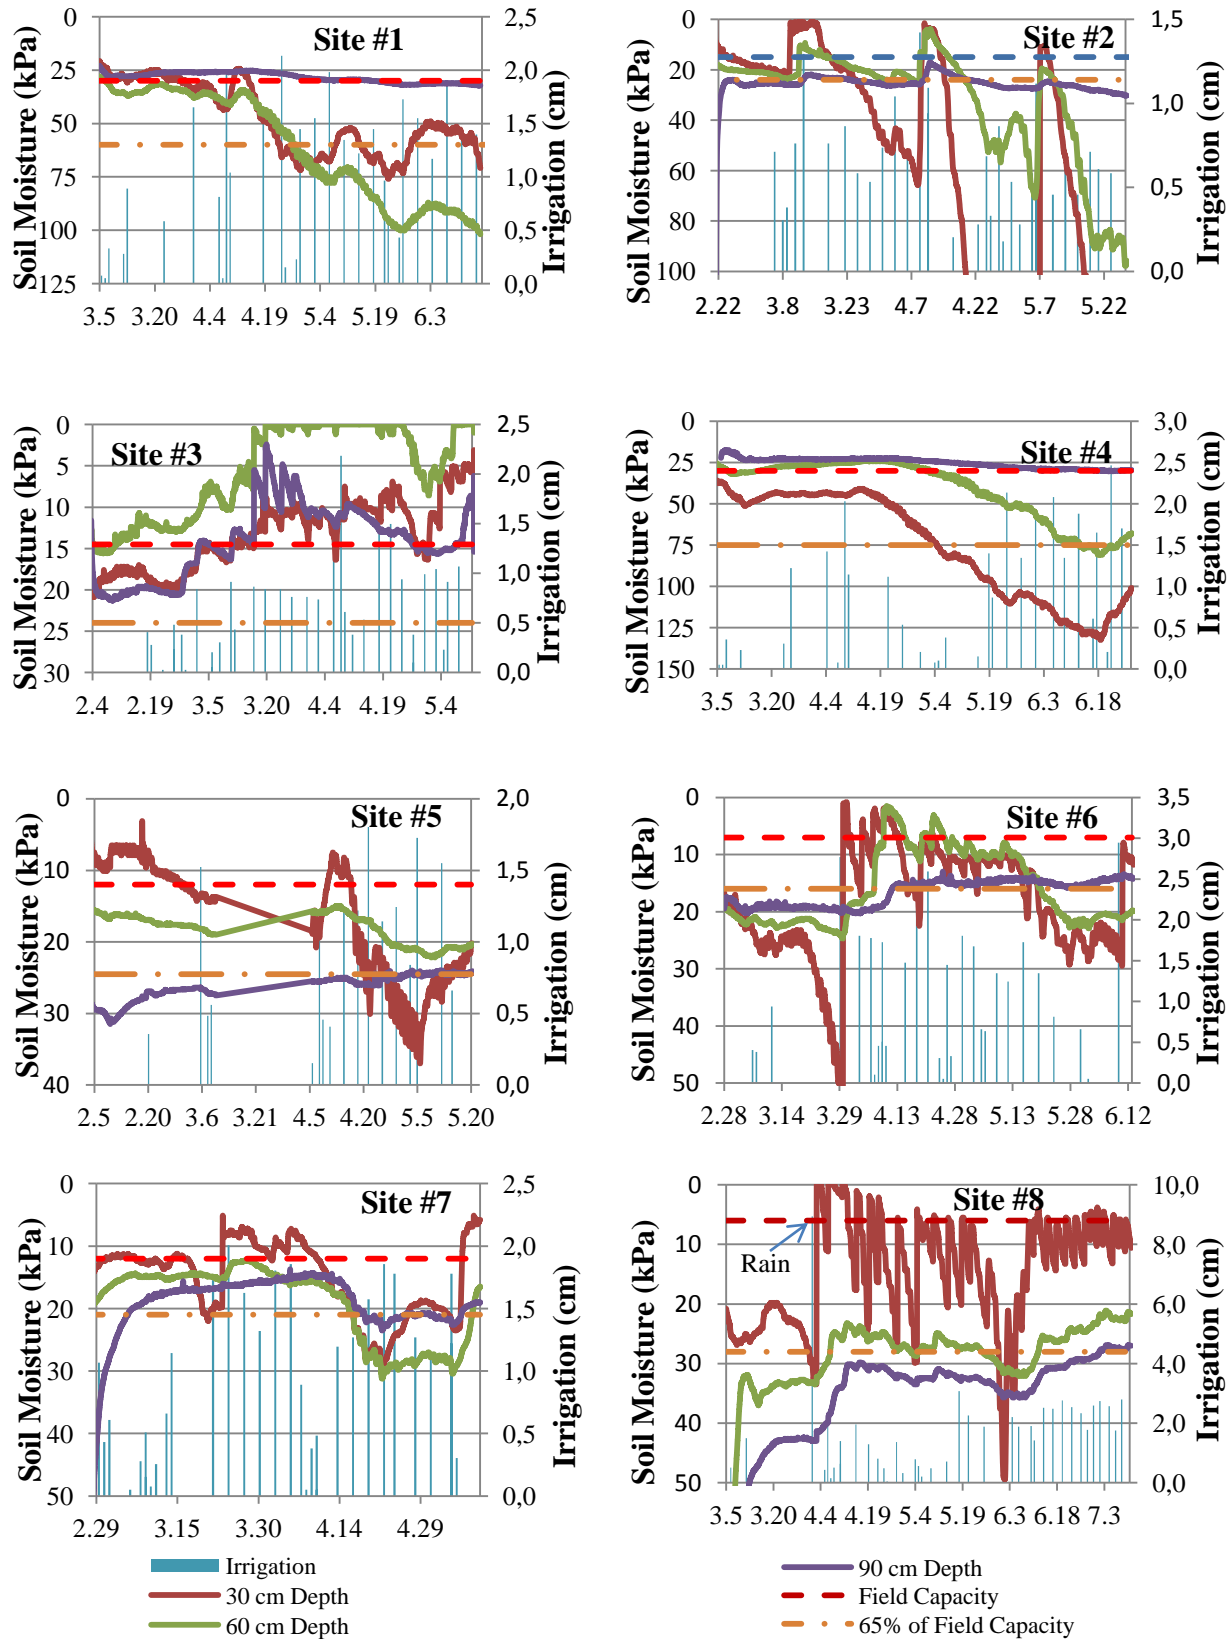 Site #1
Soil Moisture (kPa)
0
25
50
75
100
125
2,5
2,0
1,5
1,0
0,5
0,0
Irrigation (cm)
3.5 3.20 4.4 4.19 5.4 5.19 6.3
Site #2
Soil Moisture (kPa)
0
20
40
60
80
100
1,5
1,0
0,5
0,0
Irrigation (cm)
2.22 3.8 3.23 4.7 4.22 5.7 5.22
Site #3
Soil Moisture (kPa)
0
5
10
15
20
25
30
2,5
2,0
1,5
1,0
0,5
0,0
Irrigation (cm)
2.4 2.19 3.5 3.20 4.4 4.19 5.4
Site #4
Soil Moisture (kPa)
0
25
50
75
100
125
150
3,0
2,5
2,0
1,5
1,0
0,5
0,0
Irrigation (cm)
3.5 3.20 4.4 4.19 5.4 5.19 6.3 6.18
Site #5
Soil Moisture (kPa)
0
10
20
30
40
2,0
1,5
1,0
0,5
0,0
Irrigation (cm)
2.5 2.20 3.6 3.21 4.5 4.20 5.5 5.20
Site #6
Soil Moisture (kPa)
0
10
20
30
40
50
3,5
3,0
2,5
2,0
1,5
1,0
0,5
0,0
Irrigation (cm)
2.28 3.14 3.29 4.13 4.28 5.13 5.28 6.12
Site #7
Soil Moisture (kPa)
0
10
20
30
40
50
2,5
2,0
1,5
1,0
0,5
0,0
Irrigation (cm)
2.29 3.15 3.30 4.14 4.29
Site #8
Rain
Soil Moisture (kPa)
0
10
20
30
40
50
10,0
8,0
6,0
4,0
2,0
0,0
Irrigation (cm)
3.5 3.20 4.4 4.19 5.4 5.19 6.3 6.18 7.3
Irrigation
30 cm Depth
60 cm Depth
90 cm Depth
Field Capacity
65% of Field Capacity